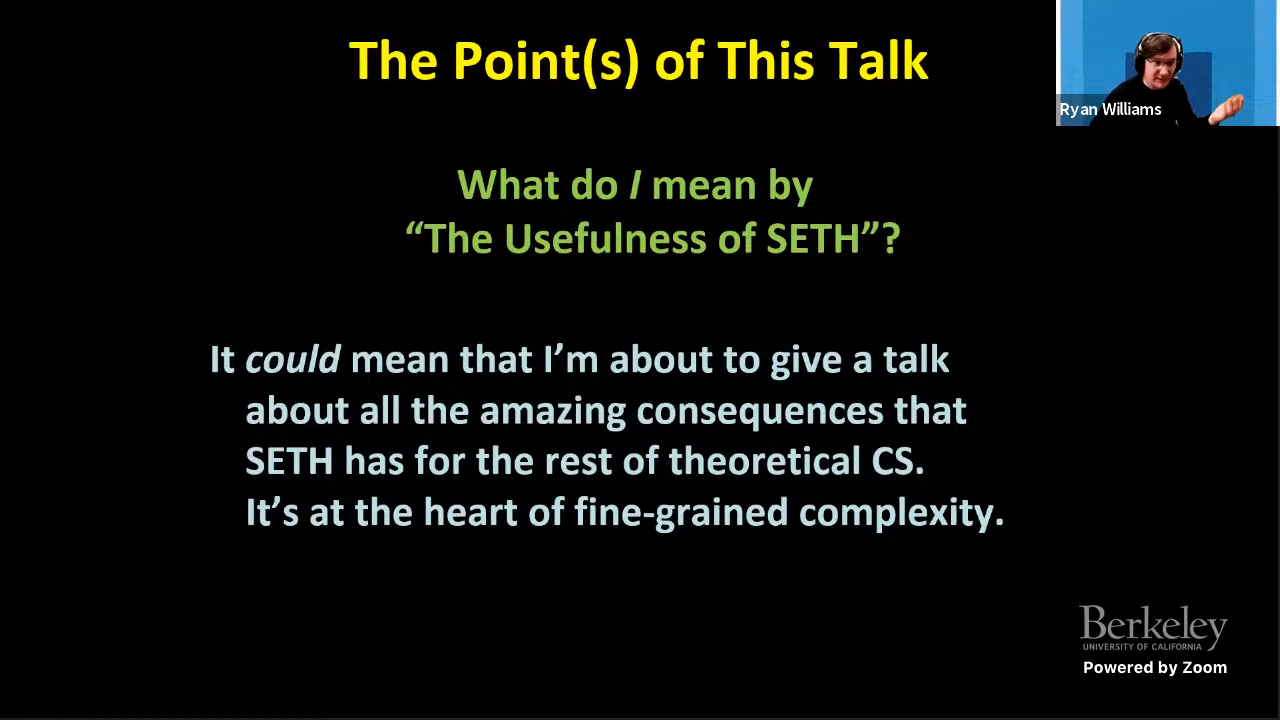 The Point(s) of This Talk
Ryan Williams
What do I mean by
“The Usefulness of SETH”?
It could mean that I’m about to give a talk
about all the amazing consequences that
SETH has for the rest of theoretical CS.
It’s at the heart of fine-grained complexity.
Berkeley
UNIVERSITY OF CALIFORNIA
Powered by Zoom